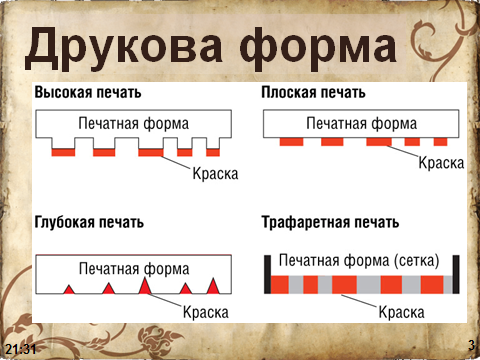 Друкова форма
Высокая печать
Печатная форма
Краска
Плоская печать
Печатная форма
Краска
Глубокая печать
Печатная форма
Краска
Трафаретная печать
Печатная форма (сетка)
Краска
21:31
3